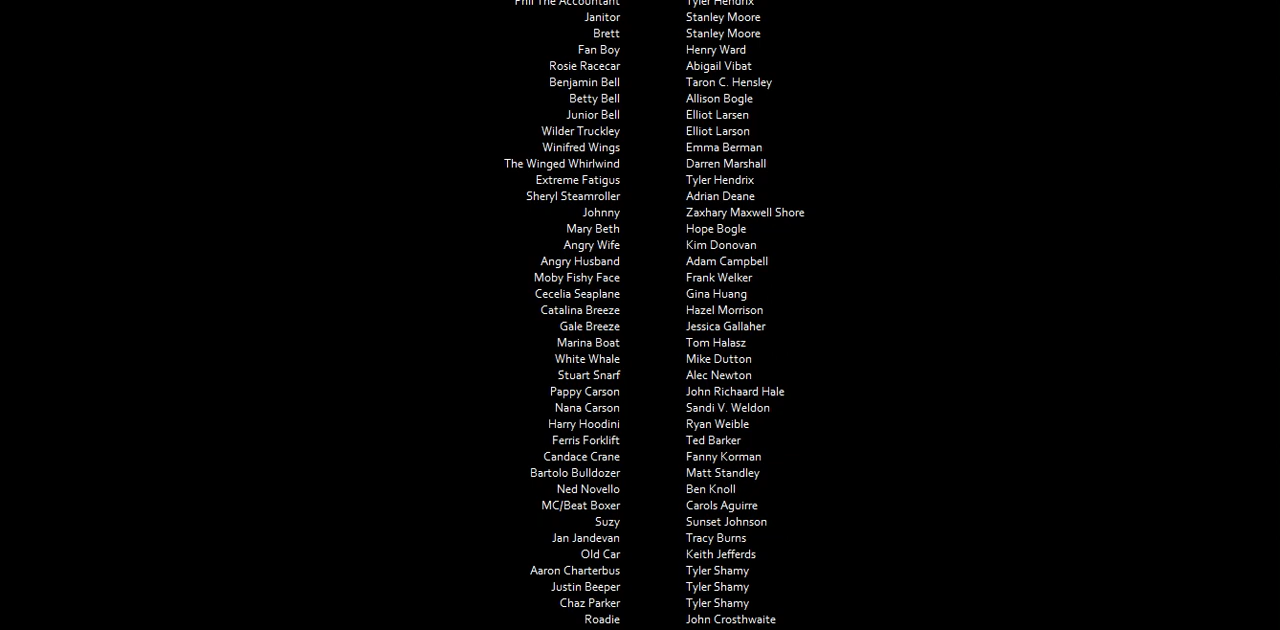 Phil The Accountant Tyler Hendrix
Janitor Stanley Moore
Brett Stanley Moore
Fan Boy Henry Ward
Rosie Racecar Abigail Vibat
Benjamin Bell Taron C. Hensley
Betty Bell Allison Bogle
Junior Bell Elliot Larsen
Wilder Truckley Elliot Larson
Winifred Wings Emma Berman
The Winged Whirlwind Darren Marshall
Extreme Fatigus Tyler Hendrix
Sheryl Steamroller Adrian Deane
Johnny Zaxhary Maxwell Shore
Mary Beth Hope Bogle
Angry Wife Kim Donovan
Angry Husband Adam Campbell
Moby Fishy Face Frank Welker
Cecelia Seaplane Gina Huang
Catalina Breeze Hazel Morrison
Gale Breeze Jessica Gallaher
Marina Boat Tom Halasz
White Whale Mike Dutton
Stuart Snarf Alec Newton
Pappy Carson John Richaard Hale
Nana Carson Sandi V. Weldon
Harry Hoodini Ryan Weible
Ferris Forklift Ted Barker
Candace Crane Fanny Korman
Bartolo Bulldozer Matt Standley
Ned Novello Ben Knoll
MC/Beat Boxer Carols Aguirre
Suzy Sunset Johnson
Jan Jandevan Tracy Burns
Old Car Keith Jefferds
Aaron Charterbus Tyler Shamy
Justin Beeper Tyler Shamy
Chaz Parker Tyler Shamy
Roadie John Crosthwaite